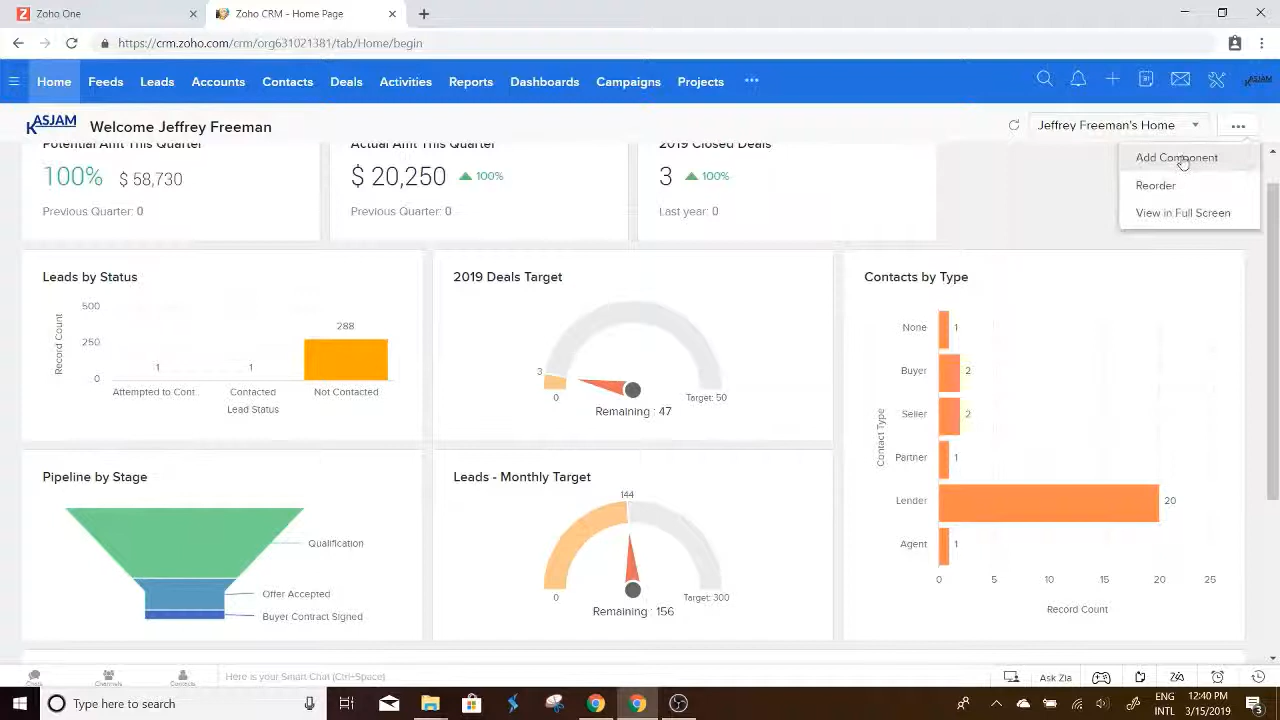 Zoho One
Zoho CRM - Home Page
https://crm.zoho.com/crm/org631021381/tab/Home/begin
Home
Feeds
Leads
Accounts
Contacts
Deals
Activities
Reports
Dashboards
Campaigns
Projects
KASJAM
KASJAM
Welcome Jeffrey Freeman
Jeffrey Freeman's Home
Add Component
Reorder
View in Full Screen
Potential Amt This Quarter
100% $ 58,730
Previous Quarter: 0
Actual Amt This Quarter
$ 20,250 100%
Previous Quarter: 0
2019 Closed Deals
3 100%
Last year: 0
Leads by Status
500
250
0
Record Count
1
1
288
Attempted to Cont..
Contacted
Not Contacted
Lead Status
2019 Deals Target
3
0
Target: 50
Remaining : 47
Contacts by Type
Contact Type
None 1
Buyer 2
Seller 2
Partner 1
Lender 20
Agent 1
0 5 10 15 20 25
Record Count
Pipeline by Stage
Qualification
Offer Accepted
Buyer Contract Signed
Leads - Monthly Target
144
0
Target: 300
Remaining : 156
Chats
Channels
Contacts
Here is your Smart Chat (Ctrl+Space)
Ask Zia
Type here to search
ENG
INTL
12:40 PM
3/15/2019
3